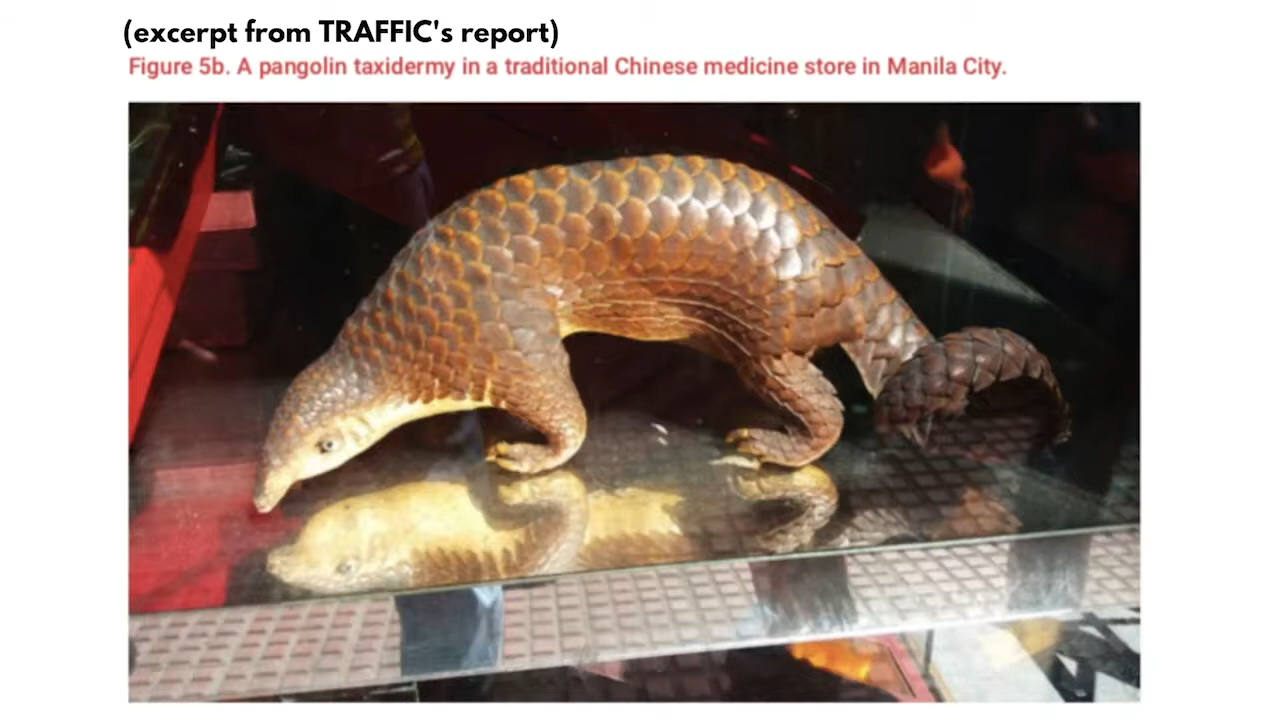 (excerpt from TRAFFIC's report)
Figure 5b. A pangolin taxidermy in a traditional Chinese medicine store in Manila City.